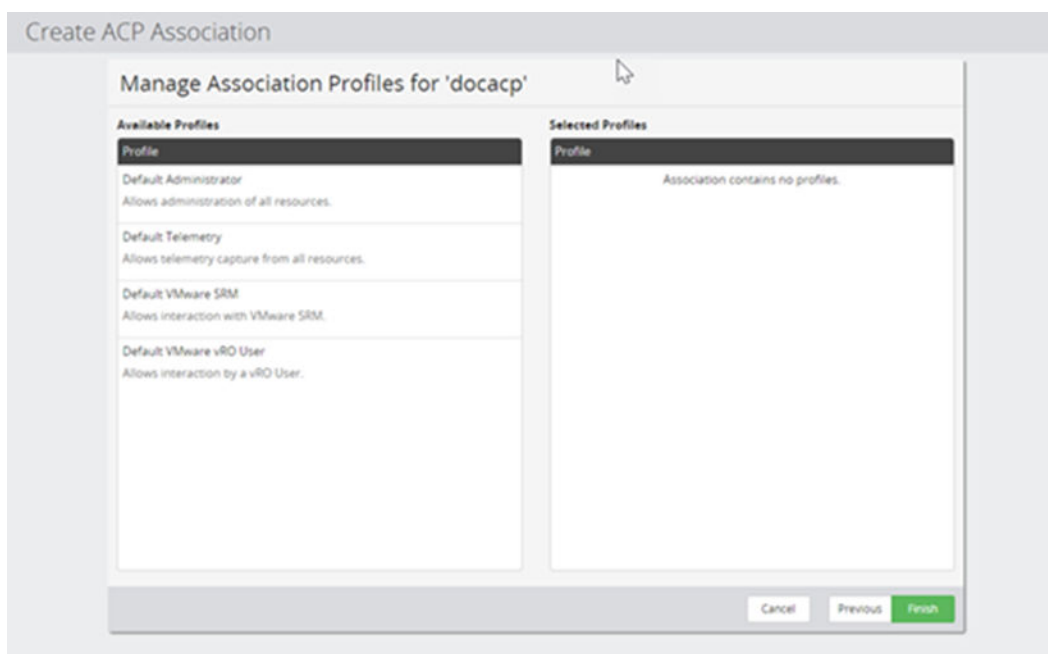 Create ACP Association
Manage Association Profiles for 'docacp'
Available Profiles
Profile
Default Administrator
Allows administration of all resources.
Default Telemetry
Allows telemetry capture from all resources.
Default VMware SRM
Allows interaction with VMware SRM.
Default VMware vRO User
Allows interaction by a vRO User.
Selected Profiles
Profile
Association contains no profiles.
Cancel
Previous
Finish